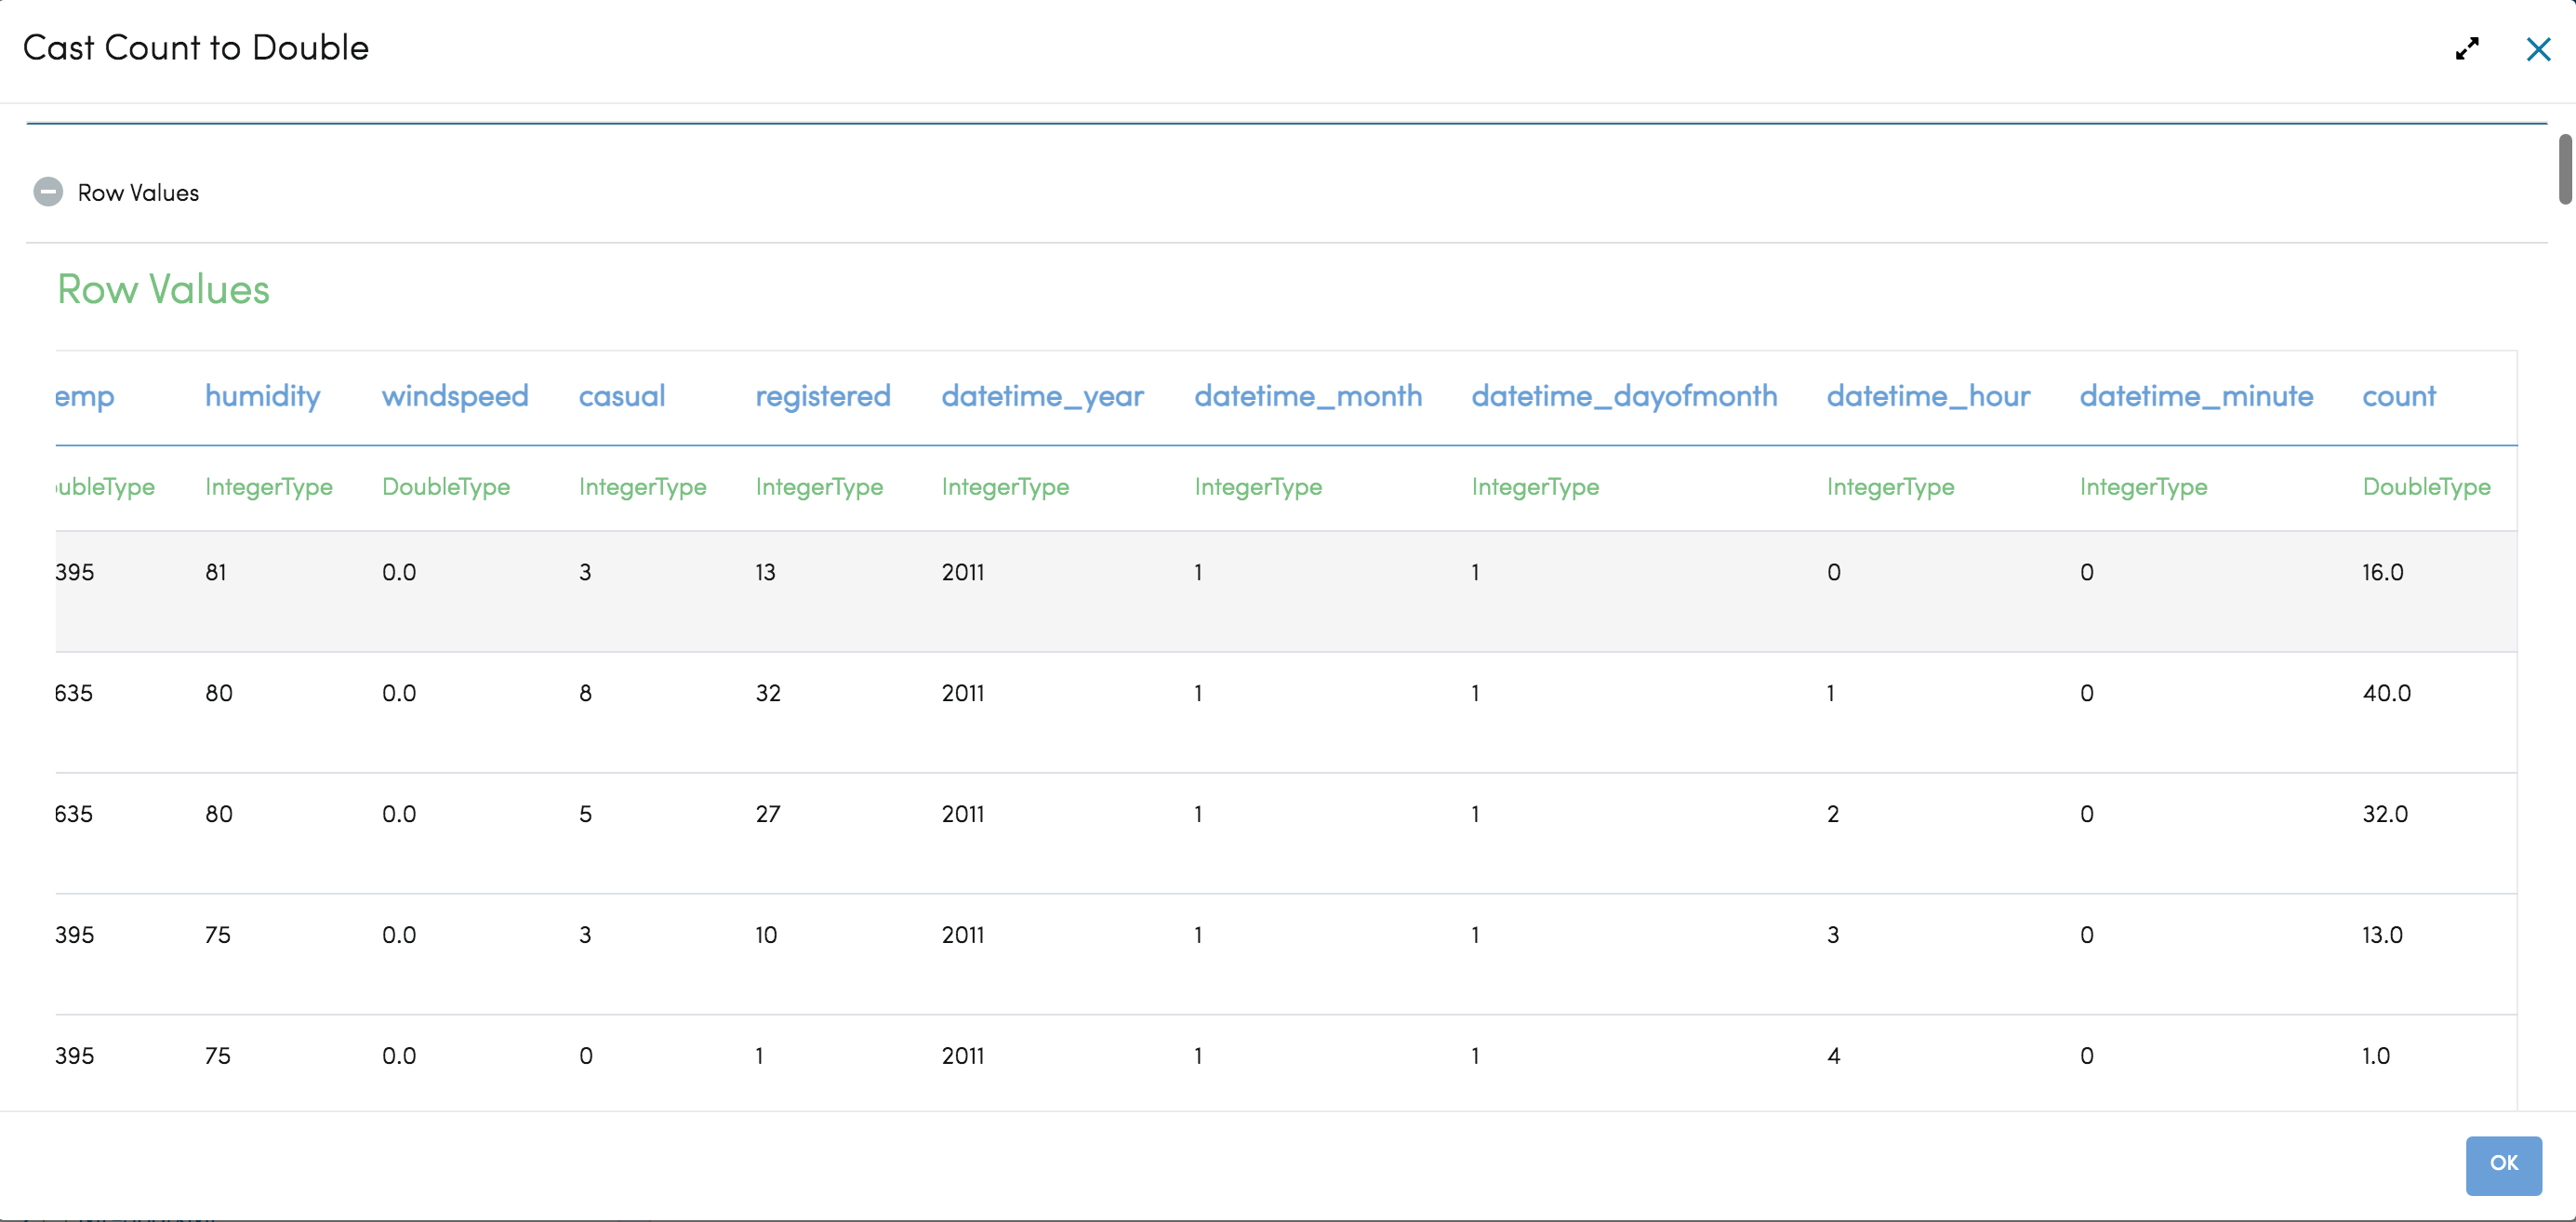 Cast Count to Double
Row Values
Row Values
emp humidity windspeed casual registered datetime_year datetime_month datetime_dayofmonth datetime_hour datetime_minute count
ubleType IntegerType DoubleType IntegerType IntegerType IntegerType IntegerType IntegerType IntegerType IntegerType DoubleType
395 81 0.0 3 13 2011 1 1 0 0 16.0
635 80 0.0 8 32 2011 1 1 1 0 40.0
635 80 0.0 5 27 2011 1 1 2 0 32.0
395 75 0.0 3 10 2011 1 1 3 0 13.0
395 75 0.0 0 1 2011 1 1 4 0 1.0
OK